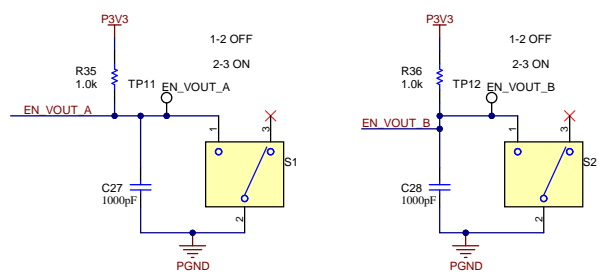 P3V3
1-2 OFF
2-3 ON
R35
1.0k
TP11
EN_VOUT_A
EN_VOUT_A
1
3
S1
C27
1000pF
2
PGND
P3V3
1-2 OFF
2-3 ON
R36
1.0k
TP12
EN_VOUT_B
EN_VOUT_B
1
3
S2
C28
1000pF
2
PGND